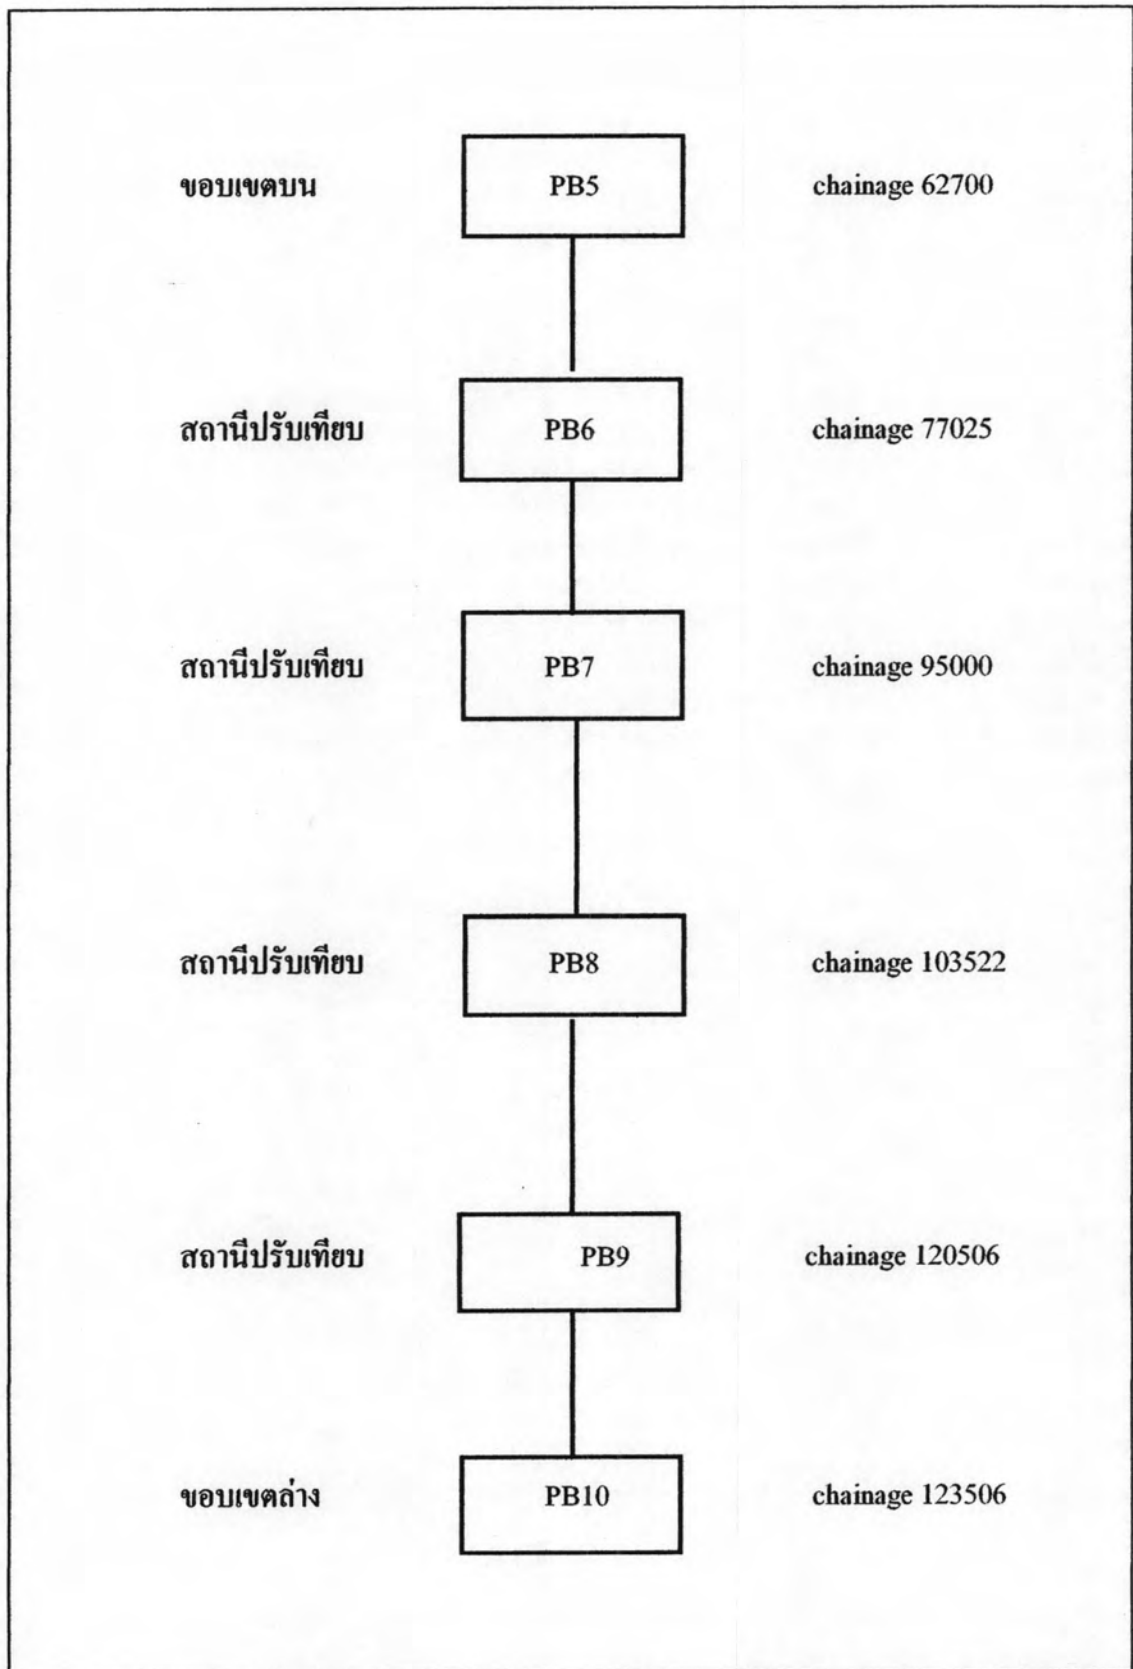 ขอบเขตบน PB5 chainage 62700
สถานีปรับเทียบ PB6 chainage 77025
สถานีปรับเทียบ PB7 chainage 95000
สถานีปรับเทียบ PB8 chainage 103522
สถานีปรับเทียบ PB9 chainage 120506
ขอบเขตล่าง PB10 chainage 123506